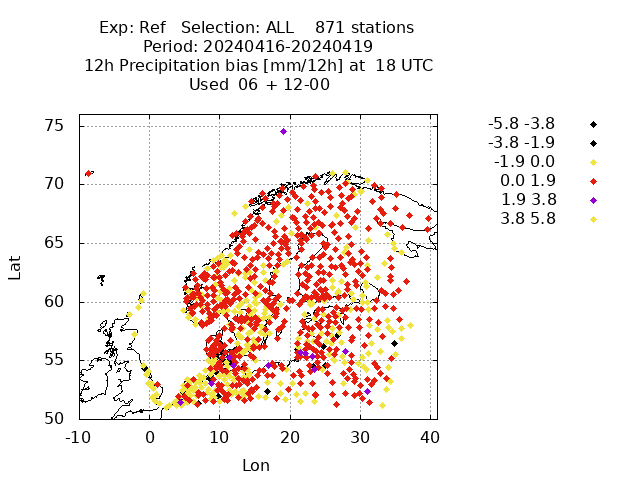 Exp: Ref   Selection: ALL    871 stations
Period: 20240416-20240419
12h Precipitation bias [mm/12h] at  18 UTC
Used  06 + 12-00
-5.8 -3.8
-3.8 -1.9
-1.9 0.0
0.0 1.9
1.9 3.8
3.8 5.8
75
70
65
60
55
50
Lat
-10 0 10 20 30 40
Lon